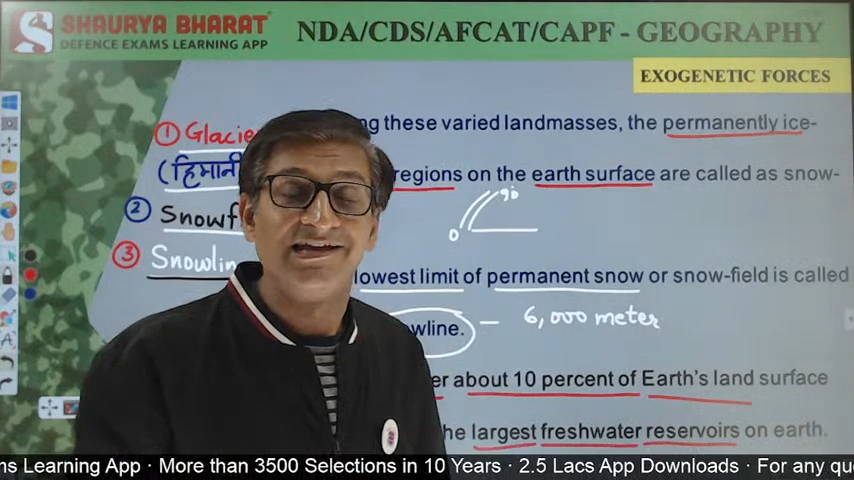 SHAURYA BHARAT
DEFENCE EXAMS LEARNING APP
NDA/CDS/AFCAT/CAPF - GEOGRAPHY
EXOGENETIC FORCES
① Glacie
these varied landmasses, the permanently ice-
(हिमानी
regions on the earth surface are called as snow-
90
② Snowf
0
③ Snowlin
lowest limit of permanent snow or snow-field is called
wline. — 6,000 meter
about 10 percent of Earth's land surface
largest freshwater reservoirs on earth.
ns Learning App · More than 3500 Selections in 10 Years · 2.5 Lacs App Downloads · For any que